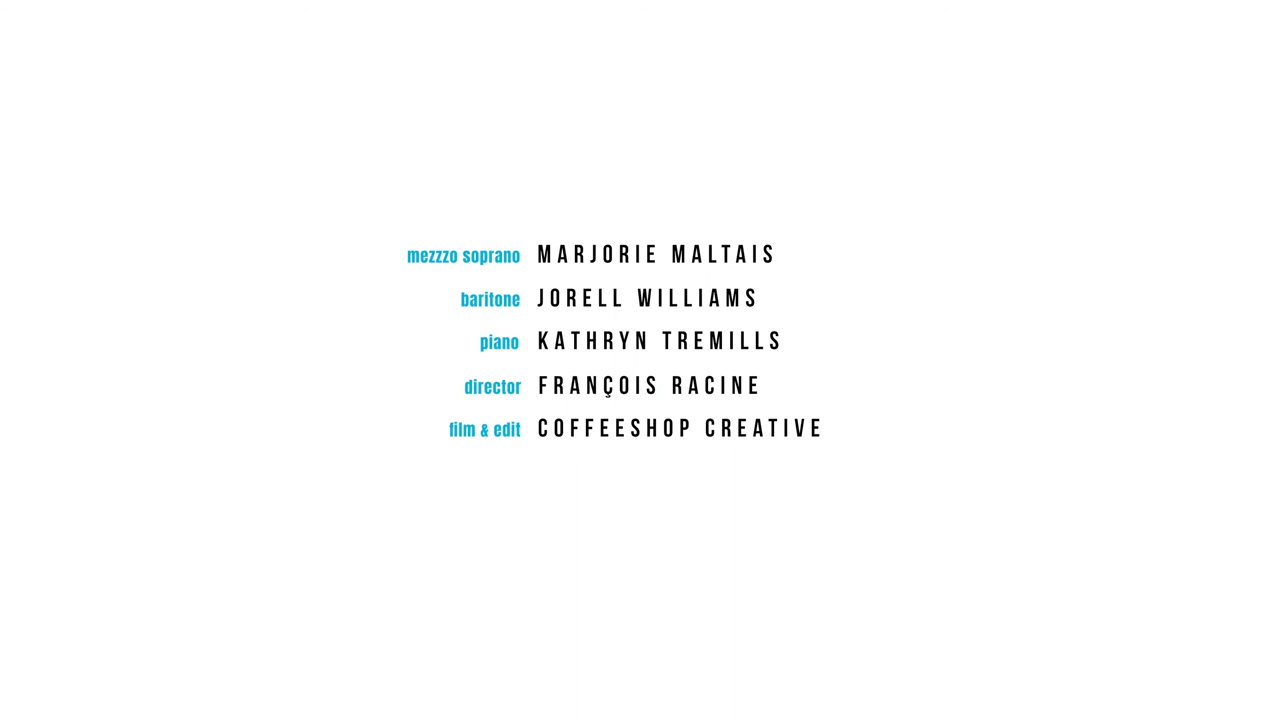 mezzzo soprano MARJORIE MALTAIS
baritone JORELL WILLIAMS
piano KATHRYN TREMILLS
director FRANÇOIS RACINE
film & edit COFFEESHOP CREATIVE